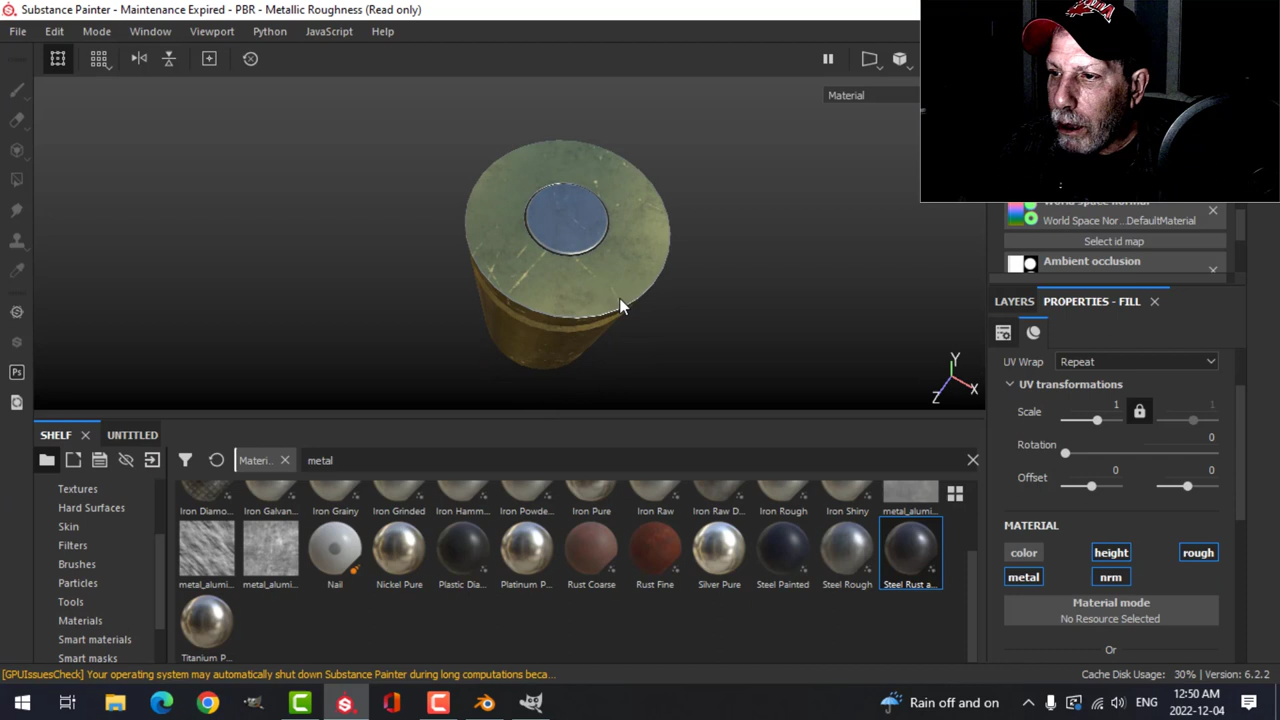 Substance Painter - Maintenance Expired - PBR - Metallic Roughness (Read only)
File Edit Mode Window Viewport Python JavaScript Help
Material
World space normal
World Space Nor...DefaultMaterial
Select id map
Ambient occlusion
LAYERS PROPERTIES - FILL
UV Wrap Repeat
UV transformations
Scale 1 1
Rotation 0
Offset 0 0
MATERIAL
color height rough
metal nrm
Material mode
No Resource Selected
Or
Y
X
Z
SHELF UNTITLED
Materi.. metal
Textures
Hard Surfaces
Skin
Filters
Brushes
Particles
Tools
Materials
Smart materials
Smart masks
Iron Diamo... Iron Galvan... Iron Grainy Iron Grinded Iron Hamm... Iron Powde... Iron Pure Iron Raw Iron Raw D... Iron Rough Iron Shiny metal_alumi...
metal_alumi... metal_alumi... Nail Nickel Pure Plastic Dia... Platinum P... Rust Coarse Rust Fine Silver Pure Steel Painted Steel Rough Steel Rust a...
Titanium P...
[GPUIssuesCheck] Your operating system may automatically shut down Substance Painter during long computations beca...
Cache Disk Usage: 30% | Version: 6.2.2
Ps
Rain off and on
ENG
12:50 AM
2022-12-04